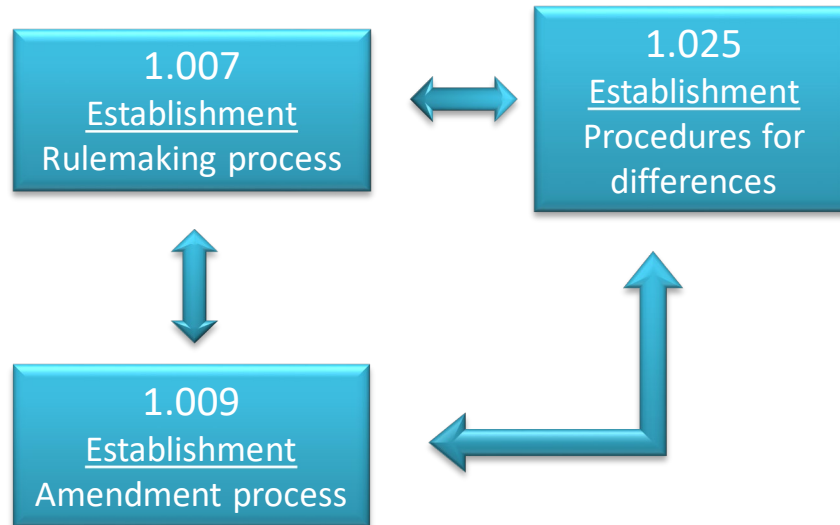 1.007
Establishment
Rulemaking process
1.025
Establishment
Procedures for
differences
1.009
Establishment
Amendment process